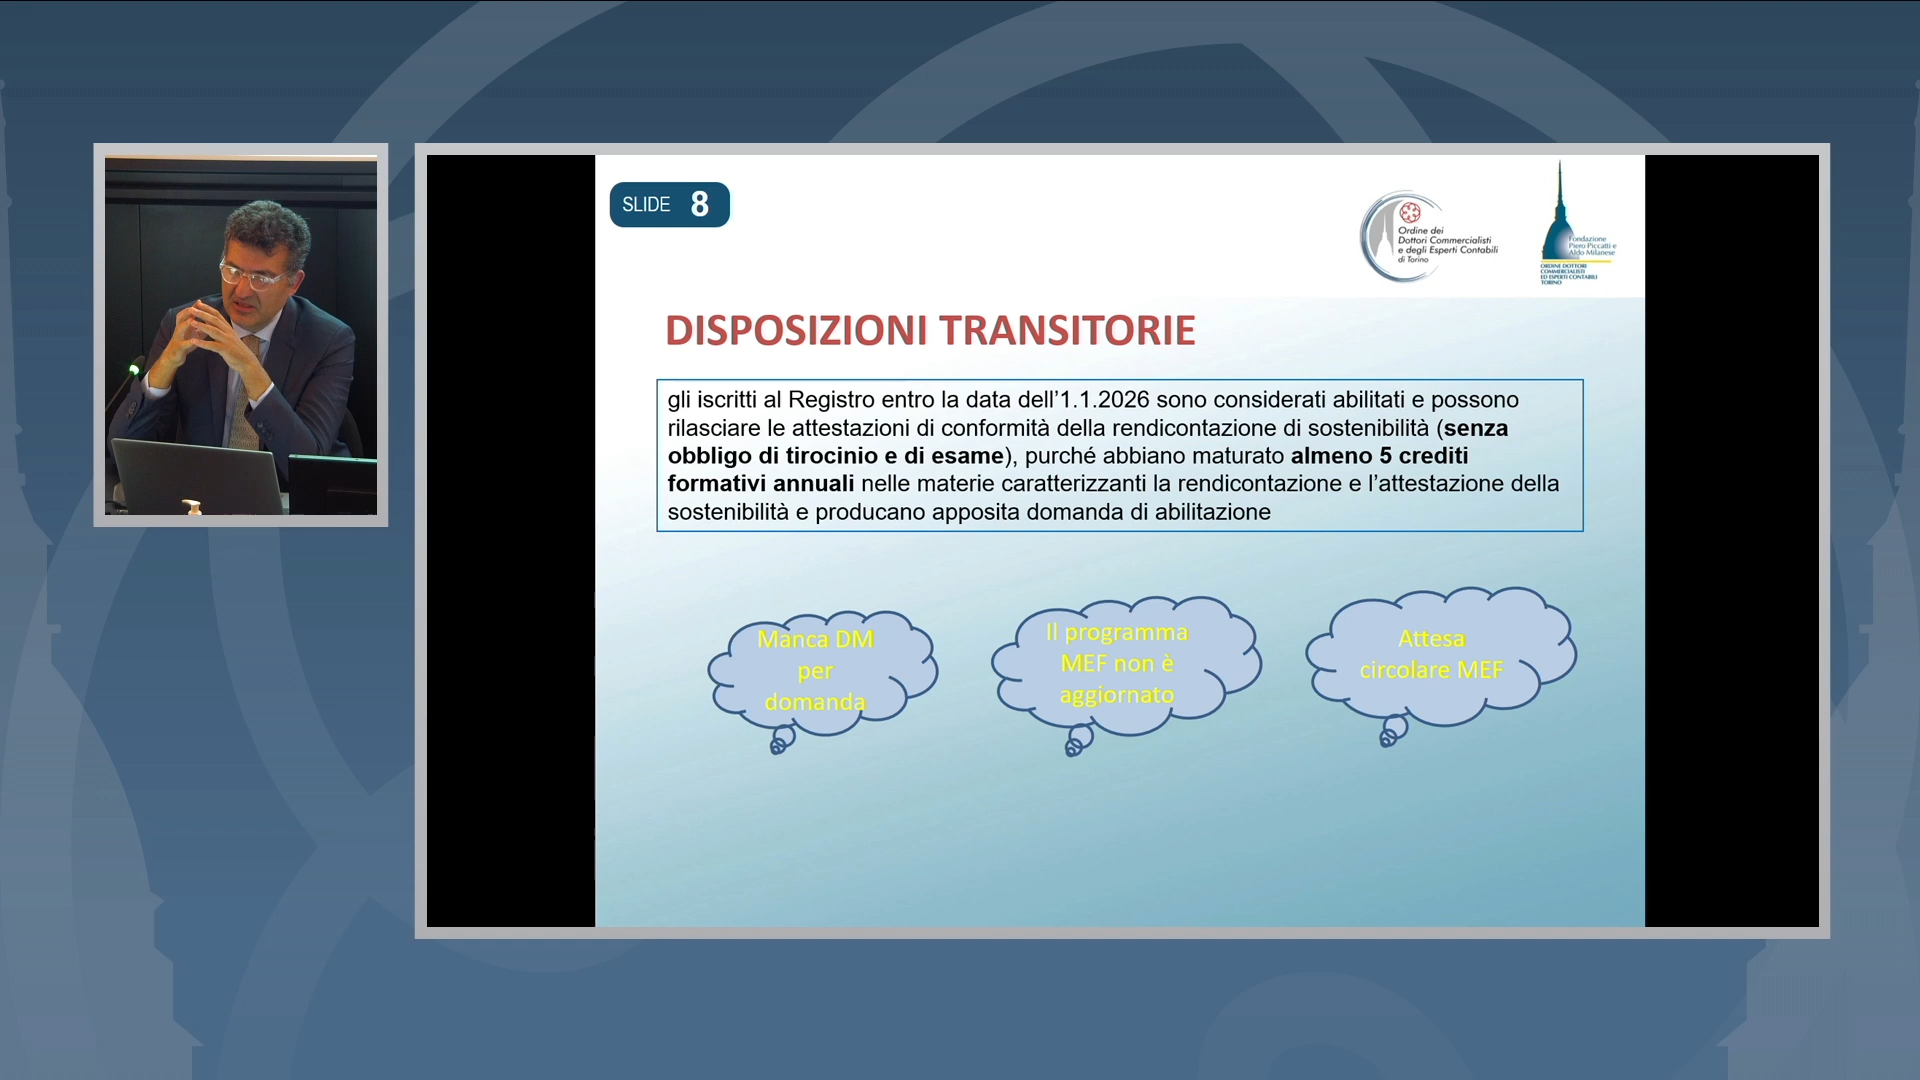 SLIDE 8
Ordine dei
Dottori Commercialisti
e degli Esperti Contabili
di Torino
Fondazione
Piero Piccatti e
Aldo Milanese
ORDINE DOTTORI
COMMERCIALISTI
ED ESPERTI CONTABILI
TORINO
DISPOSIZIONI TRANSITORIE
gli iscritti al Registro entro la data dell’1.1.2026 sono considerati abilitati e possono
rilasciare le attestazioni di conformità della rendicontazione di sostenibilità (senza
obbligo di tirocinio e di esame), purché abbiano maturato almeno 5 crediti
formativi annuali nelle materie caratterizzanti la rendicontazione e l’attestazione della
sostenibilità e producano apposita domanda di abilitazione
Manca DM
per
domanda
Il programma
MEF non è
aggiornato
Attesa
circolare MEF